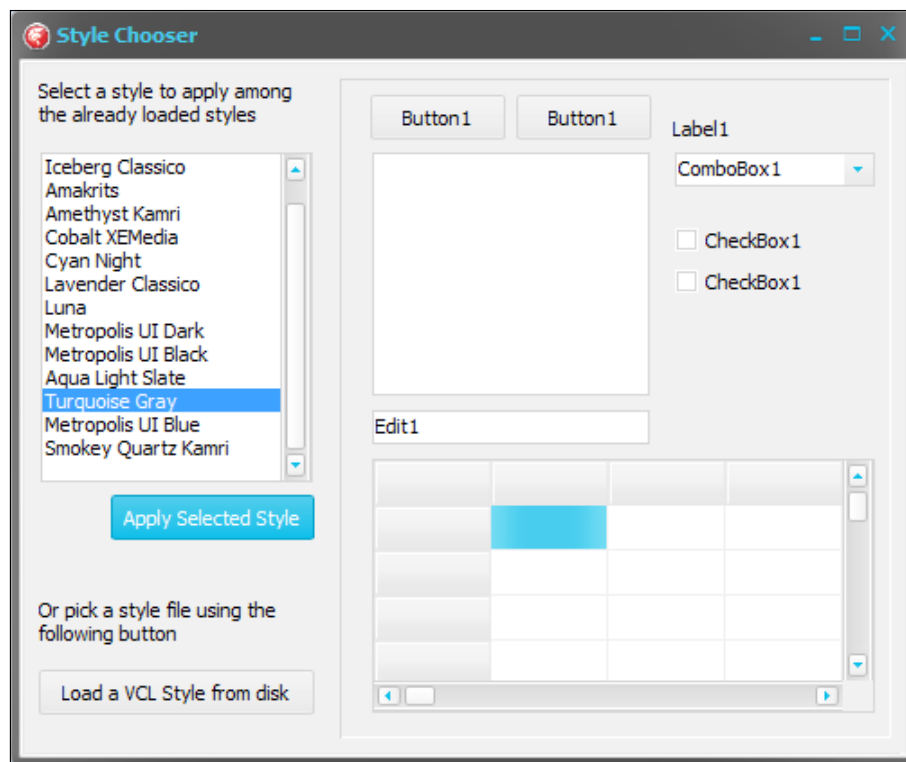 Style Chooser
Select a style to apply among
the already loaded styles
Iceberg Classico
Amakrits
Amethyst Kamri
Cobalt XEMedia
Cyan Night
Lavender Classico
Luna
Metropolis UI Dark
Metropolis UI Black
Aqua Light Slate
Turquoise Gray
Metropolis UI Blue
Smokey Quartz Kamri
Apply Selected Style
Or pick a style file using the
following button
Load a VCL Style from disk
Button1
Button1
Label1
ComboBox1
CheckBox1
CheckBox1
Edit1